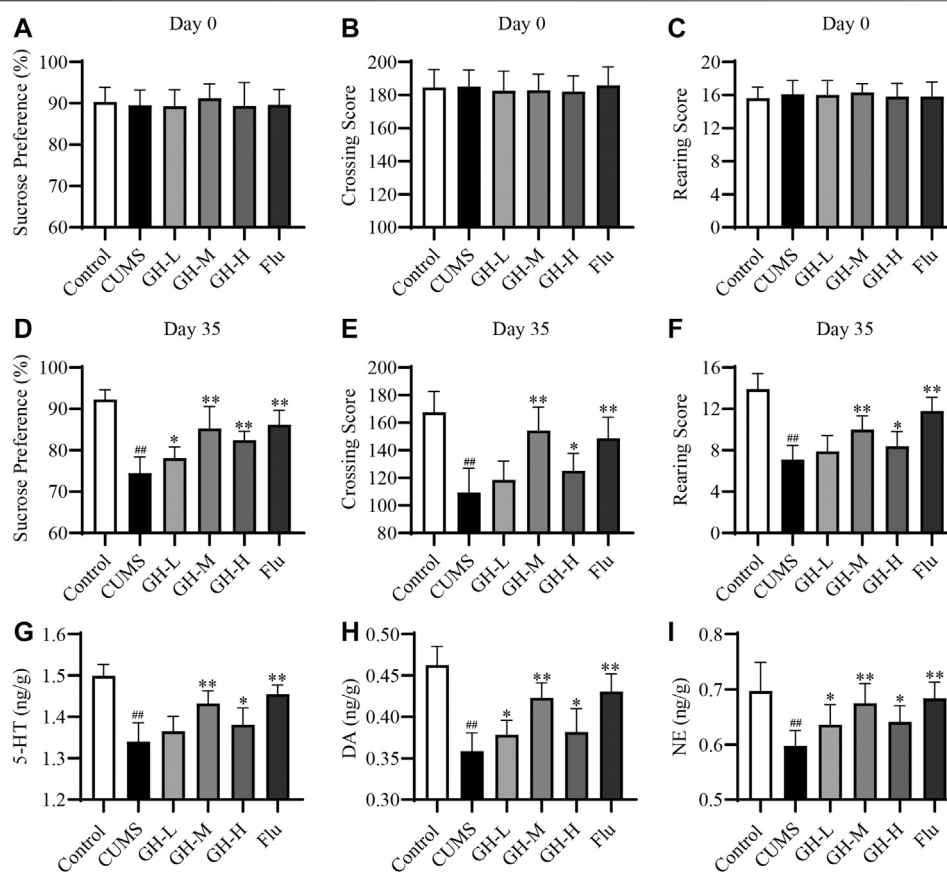 A Day 0
Sucrose Preference (%)
100
90
80
70
60
Control CUMS GH-L GH-M GH-H Flu
B Day 0
Crossing Score
200
180
160
140
120
100
Control CUMS GH-L GH-M GH-H Flu
C Day 0
Rearing Score
20
16
12
8
4
0
Control CUMS GH-L GH-M GH-H Flu
D Day 35
Sucrose Preference (%)
100
90
80
70
60
## * ** ** **
Control CUMS GH-L GH-M GH-H Flu
E Day 35
Crossing Score
200
180
160
140
120
100
80
## ** * **
Control CUMS GH-L GH-M GH-H Flu
F Day 35
Rearing Score
16
12
8
4
0
## ** * **
Control CUMS GH-L GH-M GH-H Flu
G
5-HT (ng/g)
1.6
1.5
1.4
1.3
1.2
## ** * **
Control CUMS GH-L GH-M GH-H Flu
H
DA (ng/g)
0.50
0.45
0.40
0.35
0.30
## * ** * **
Control CUMS GH-L GH-M GH-H Flu
I
NE (ng/g)
0.8
0.7
0.6
0.5
## * ** * **
Control CUMS GH-L GH-M GH-H Flu